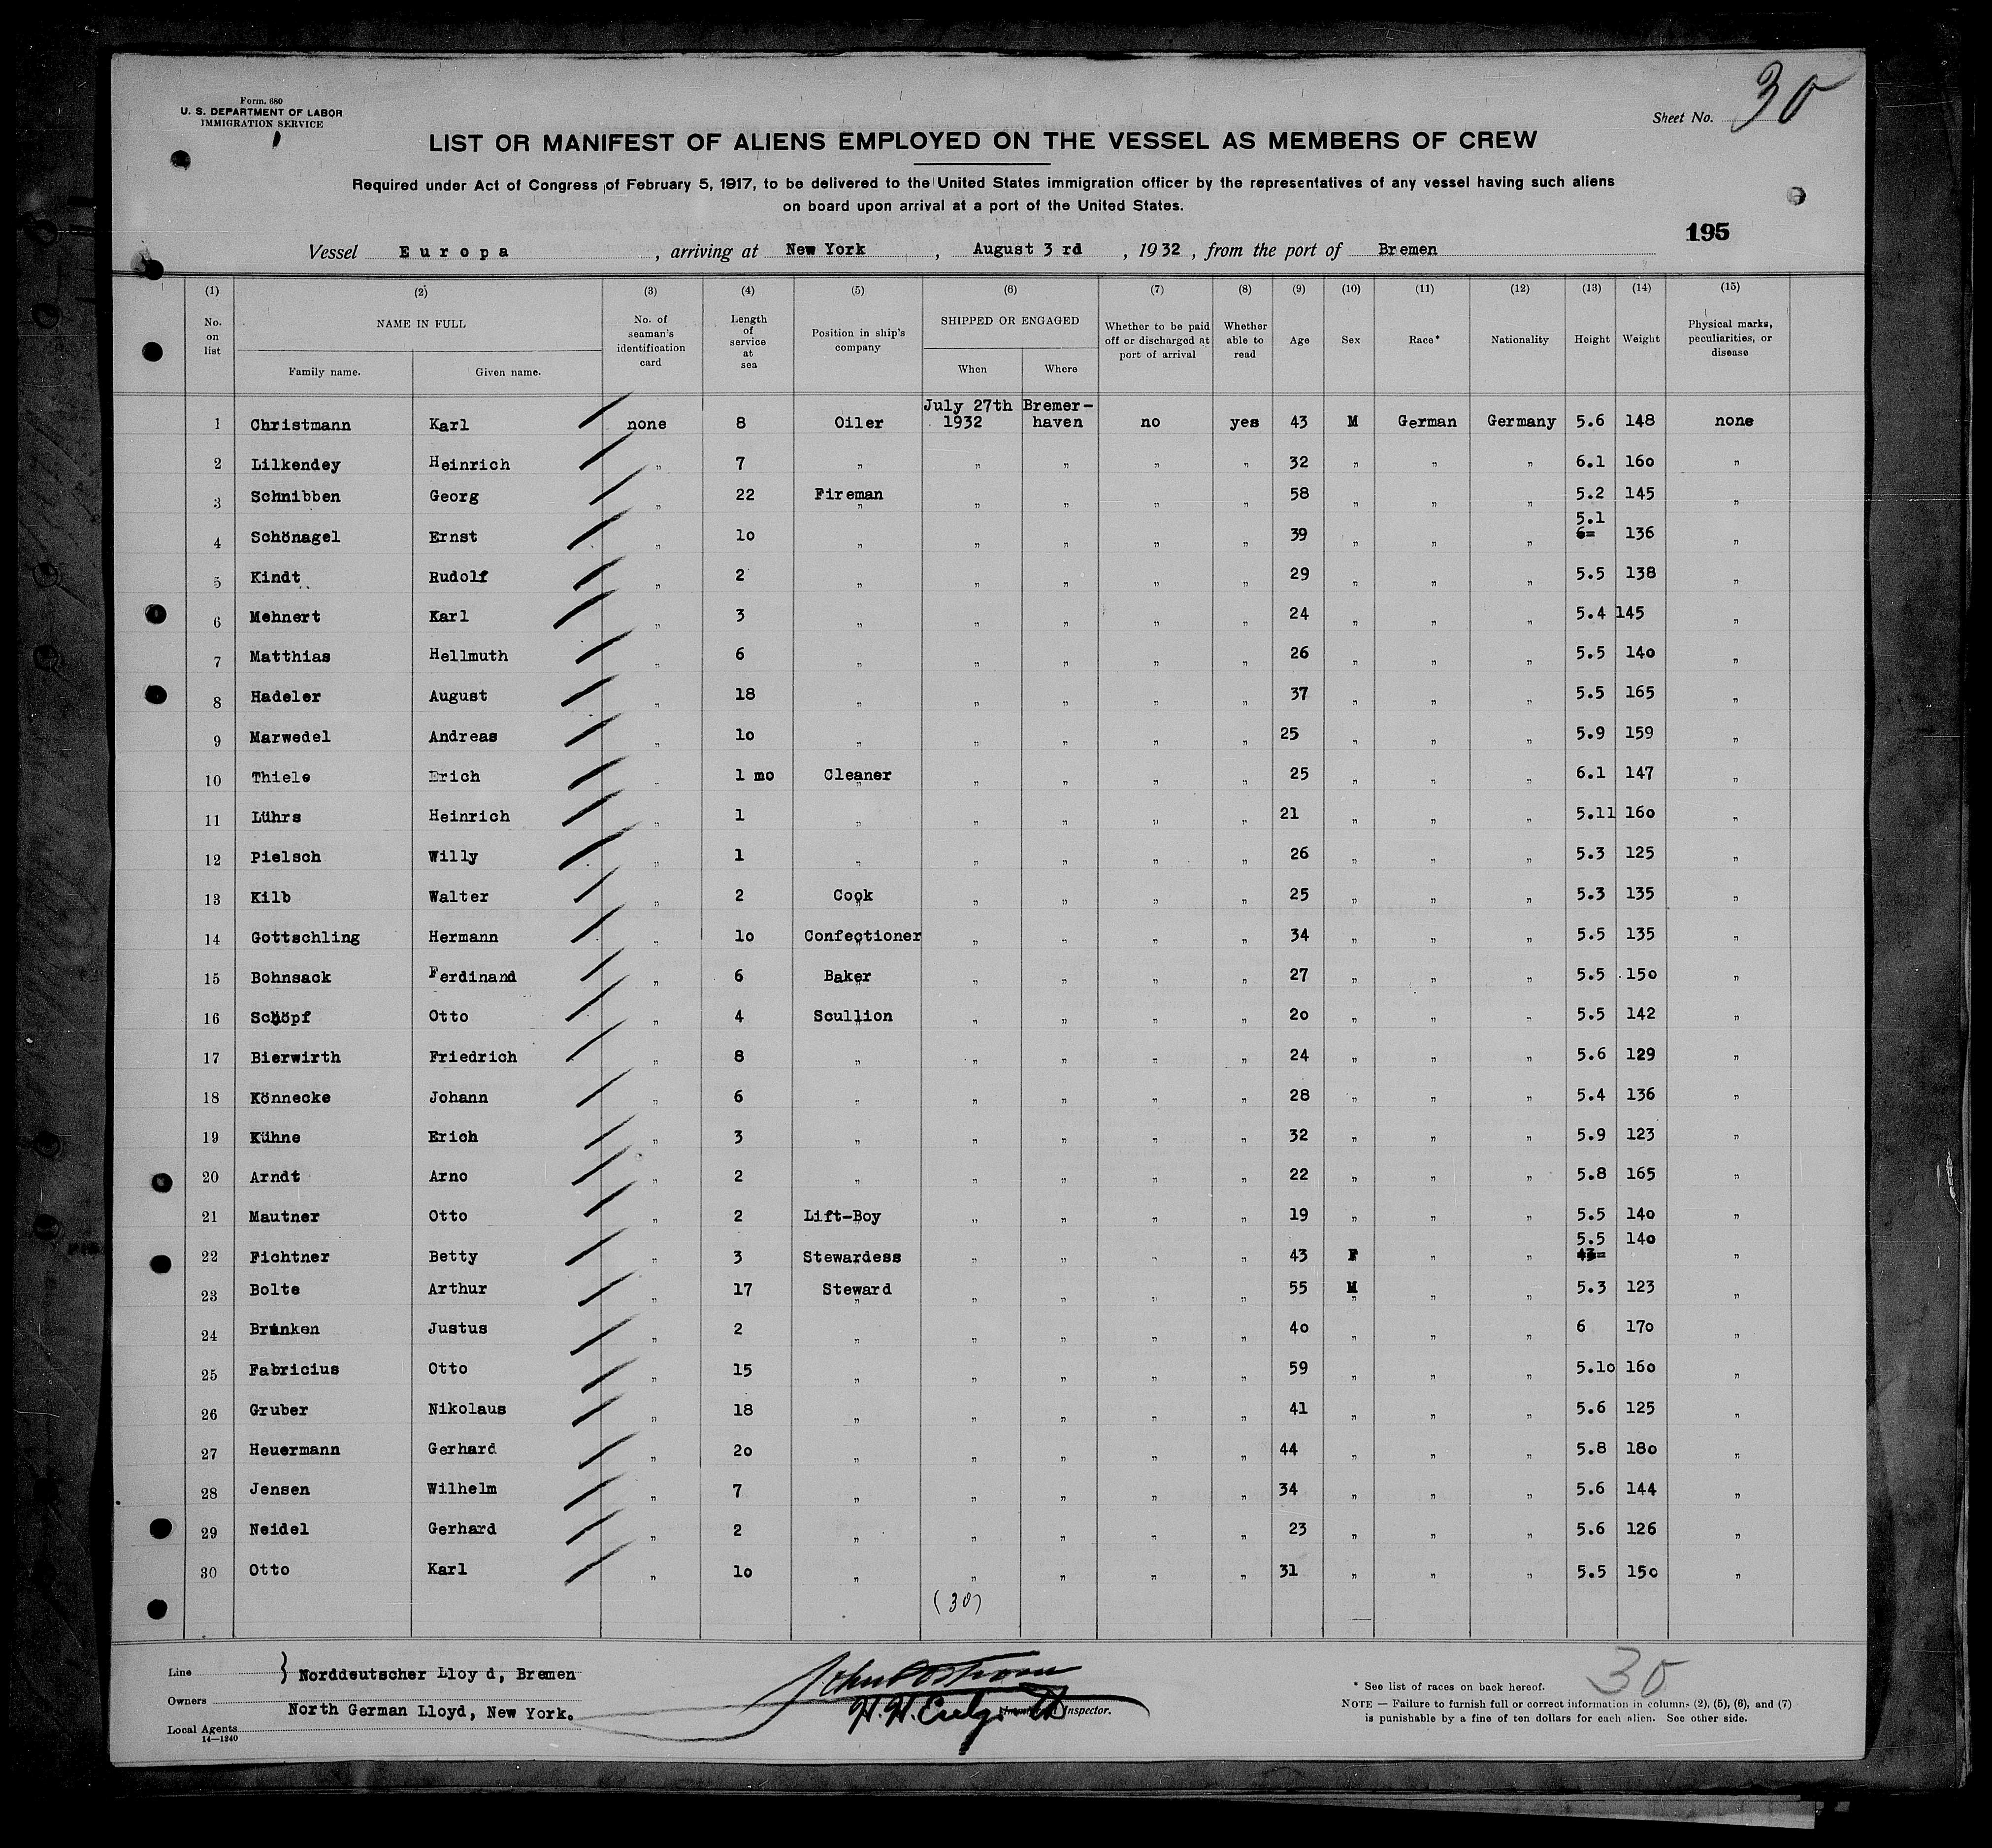 Form. 680
U. S. DEPARTMENT OF LABOR
IMMIGRATION SERVICE
Sheet No. 30
LIST OR MANIFEST OF ALIENS EMPLOYED ON THE VESSEL AS MEMBERS OF CREW
Required under Act of Congress of February 5, 1917, to be delivered to the United States immigration officer by the representatives of any vessel having such aliens
on board upon arrival at a port of the United States.
195
Vessel Europa , arriving at New York , August 3 rd , 1932 , from the port of Bremen
(1) (2) (3) (4) (5) (6) (7) (8) (9) (10) (11) (12) (13) (14) (15)
No. on list NAME IN FULL Family name. Given name. No. of seaman's identification card Length of service at sea Position in ship's company SHIPPED OR ENGAGED When Where Whether to be paid off or discharged at port of arrival Whether able to read Age Sex Race* Nationality Height Weight Physical marks, peculiarities, or disease
1 Christmann Karl none 8 Oiler July 27th 1932 Bremer-haven no yes 43 M German Germany 5.6 148 none
2 Lilkendey Heinrich " 7 " " " " " 32 " " " 6.1 160 "
3 Schnibben Georg " 22 Fireman " " " " " 58 " " " 5.2 145 "
4 Schönagel Ernst " 10 " " " " " 39 " " " 5.1 6= 136 "
5 Kindt Rudolf " 2 " " " " " 29 " " " 5.5 138 "
6 Mehnert Karl " 3 " " " " " 24 " " " 5.4 145 "
7 Matthias Hellmuth " 6 " " " " " 26 " " " 5.5 140 "
8 Hadeler August " 18 " " " " " 37 " " " 5.5 165 "
9 Marwedel Andreas " 10 " " " " " 25 " " " 5.9 159 "
10 Thiele Erich " 1 mo Cleaner " " " " " 25 " " " 6.1 147 "
11 Lührs Heinrich " 1 " " " " " 21 " " " 5.11 160 "
12 Pielsch Willy " 1 " " " " " 26 " " " 5.3 125 "
13 Kilb Walter " 2 Cook " " " " " 25 " " " 5.3 135 "
14 Gottschling Hermann " 10 Confectioner " " " " " 34 " " " 5.5 135 "
15 Bohnsack Ferdinand " 6 Baker " " " " " 27 " " " 5.5 150 "
16 Schöpf Otto " 4 Scullion " " " " " 20 " " " 5.5 142 "
17 Bierwirth Friedrich " 8 " " " " " 24 " " " 5.6 129 "
18 Könnecke Johann " 6 " " " " " 28 " " " 5.4 136 "
19 Kühne Erich " 3 " " " " " 32 " " " 5.9 123 "
20 Arndt Arno " 2 " " " " " 22 " " " 5.8 165 "
21 Mautner Otto " 2 Lift-Boy " " " " 19 " " " 5.5 140 "
22 Fichtner Betty " 3 Stewardess " " " " 43 F " " 5.5 43= 140 "
23 Bolte Arthur " 17 Steward " " " " " 55 M " " " 5.3 123 "
24 Brinken Justus " 2 " " " " " 40 " " " 6 170 "
25 Fabricius Otto " 15 " " " " " 59 " " " 5.10 160 "
26 Gruber Nikolaus " 18 " " " " " 41 " " " 5.6 125 "
27 Heuermann Gerhard " 20 " " " " " 44 " " " 5.8 180 "
28 Jensen Wilhelm " 7 " " " " " 34 " " " 5.6 144 "
29 Neidel Gerhard " 2 " " " " " 23 " " " 5.6 126 "
30 Otto Karl " 10 " " " " " 31 " " " 5.5 150 "
(30)
Line } Norddeutscher Lloyd, Bremen
Owners
North German Lloyd, New York.
Local Agents
14—1240
Inspector.
30
* See list of races on back hereof.
NOTE — Failure to furnish full or correct information in columns (2), (5), (6), and (7)
is punishable by a fine of ten dollars for each alien. See other side.